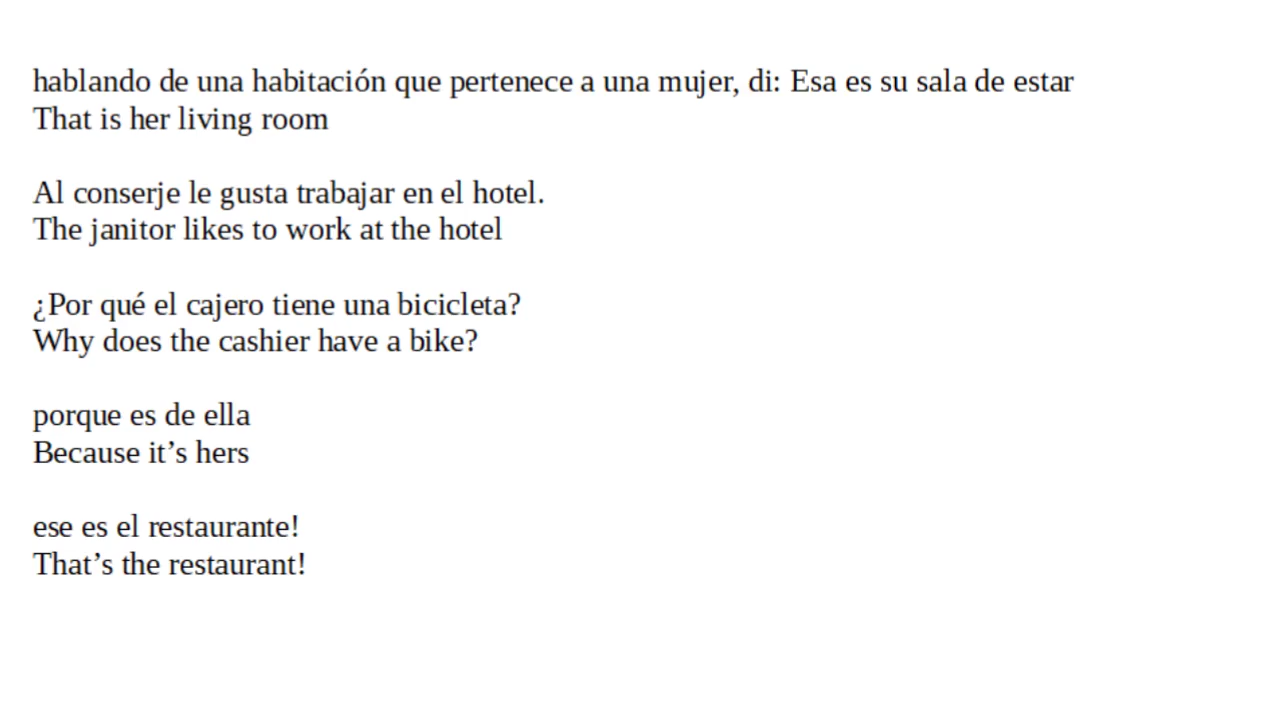 hablando de una habitación que pertenece a una mujer, di: Esa es su sala de estar
That is her living room
Al conserje le gusta trabajar en el hotel.
The janitor likes to work at the hotel
¿Por qué el cajero tiene una bicicleta?
Why does the cashier have a bike?
porque es de ella
Because it’s hers
ese es el restaurante!
That’s the restaurant!